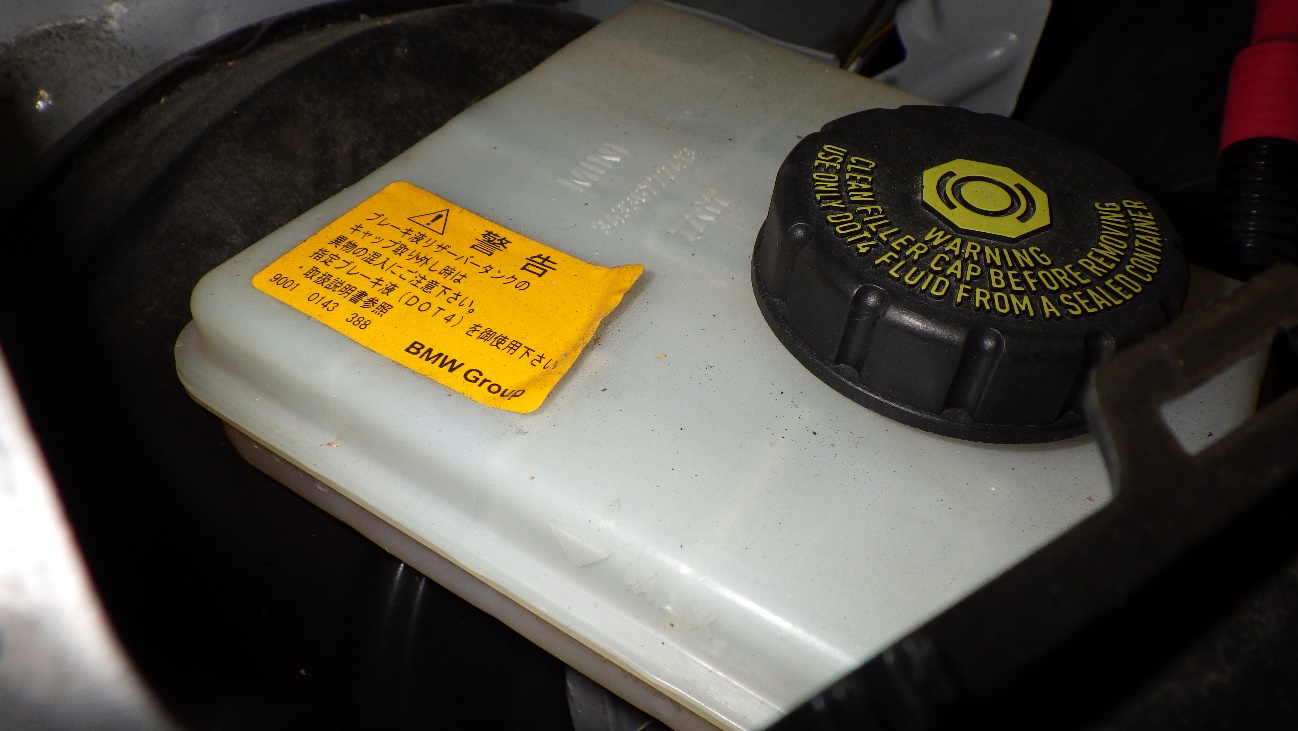 警告
ブレーキ液リザーバータンクの
キャップ取り外し時は
異物の混入にご注意下さい。
指定ブレーキ液(DOT4)を御使用下さい
・取扱説明書参照
9001 0143 388
BMW Group
MINI
WARNING
CLEAN FILLER CAP BEFORE REMOVING
USE ONLY DOT4 FLUID FROM A SEALED CONTAINER